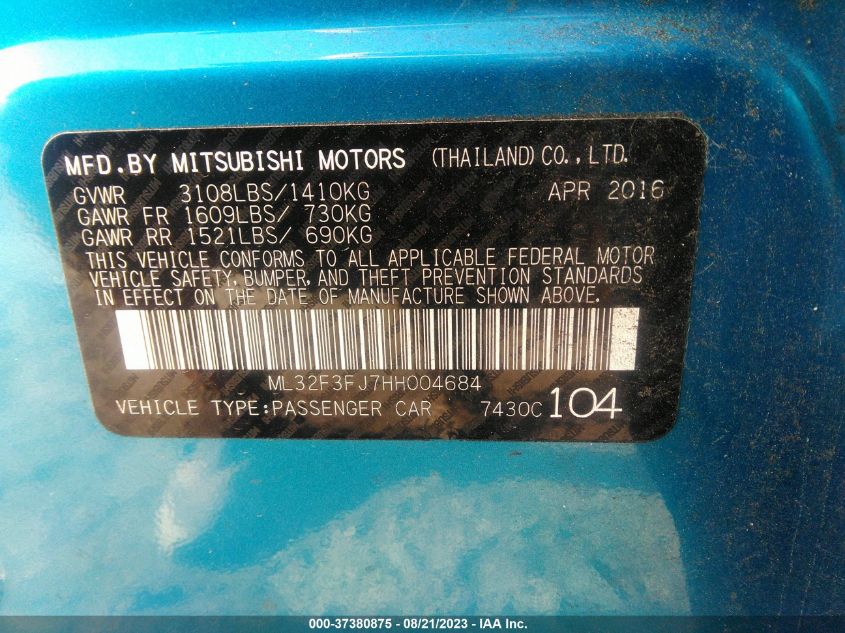 MFD.BY MITSUBISHI MOTORS (THAILAND) CO., LTD.
GVWR 3108LBS/1410KG APR 2016
GAWR FR 1609LBS/ 730KG
GAWR RR 1521LBS/ 690KG
THIS VEHICLE CONFORMS TO ALL APPLICABLE FEDERAL MOTOR
VEHICLE SAFETY, BUMPER, AND THEFT PREVENTION STANDARDS
IN EFFECT ON THE DATE OF MANUFACTURE SHOWN ABOVE.
ML32F3FJ7HH004684
VEHICLE TYPE:PASSENGER CAR 7430C 104
000-37380875 - 08/21/2023 - IAA Inc.